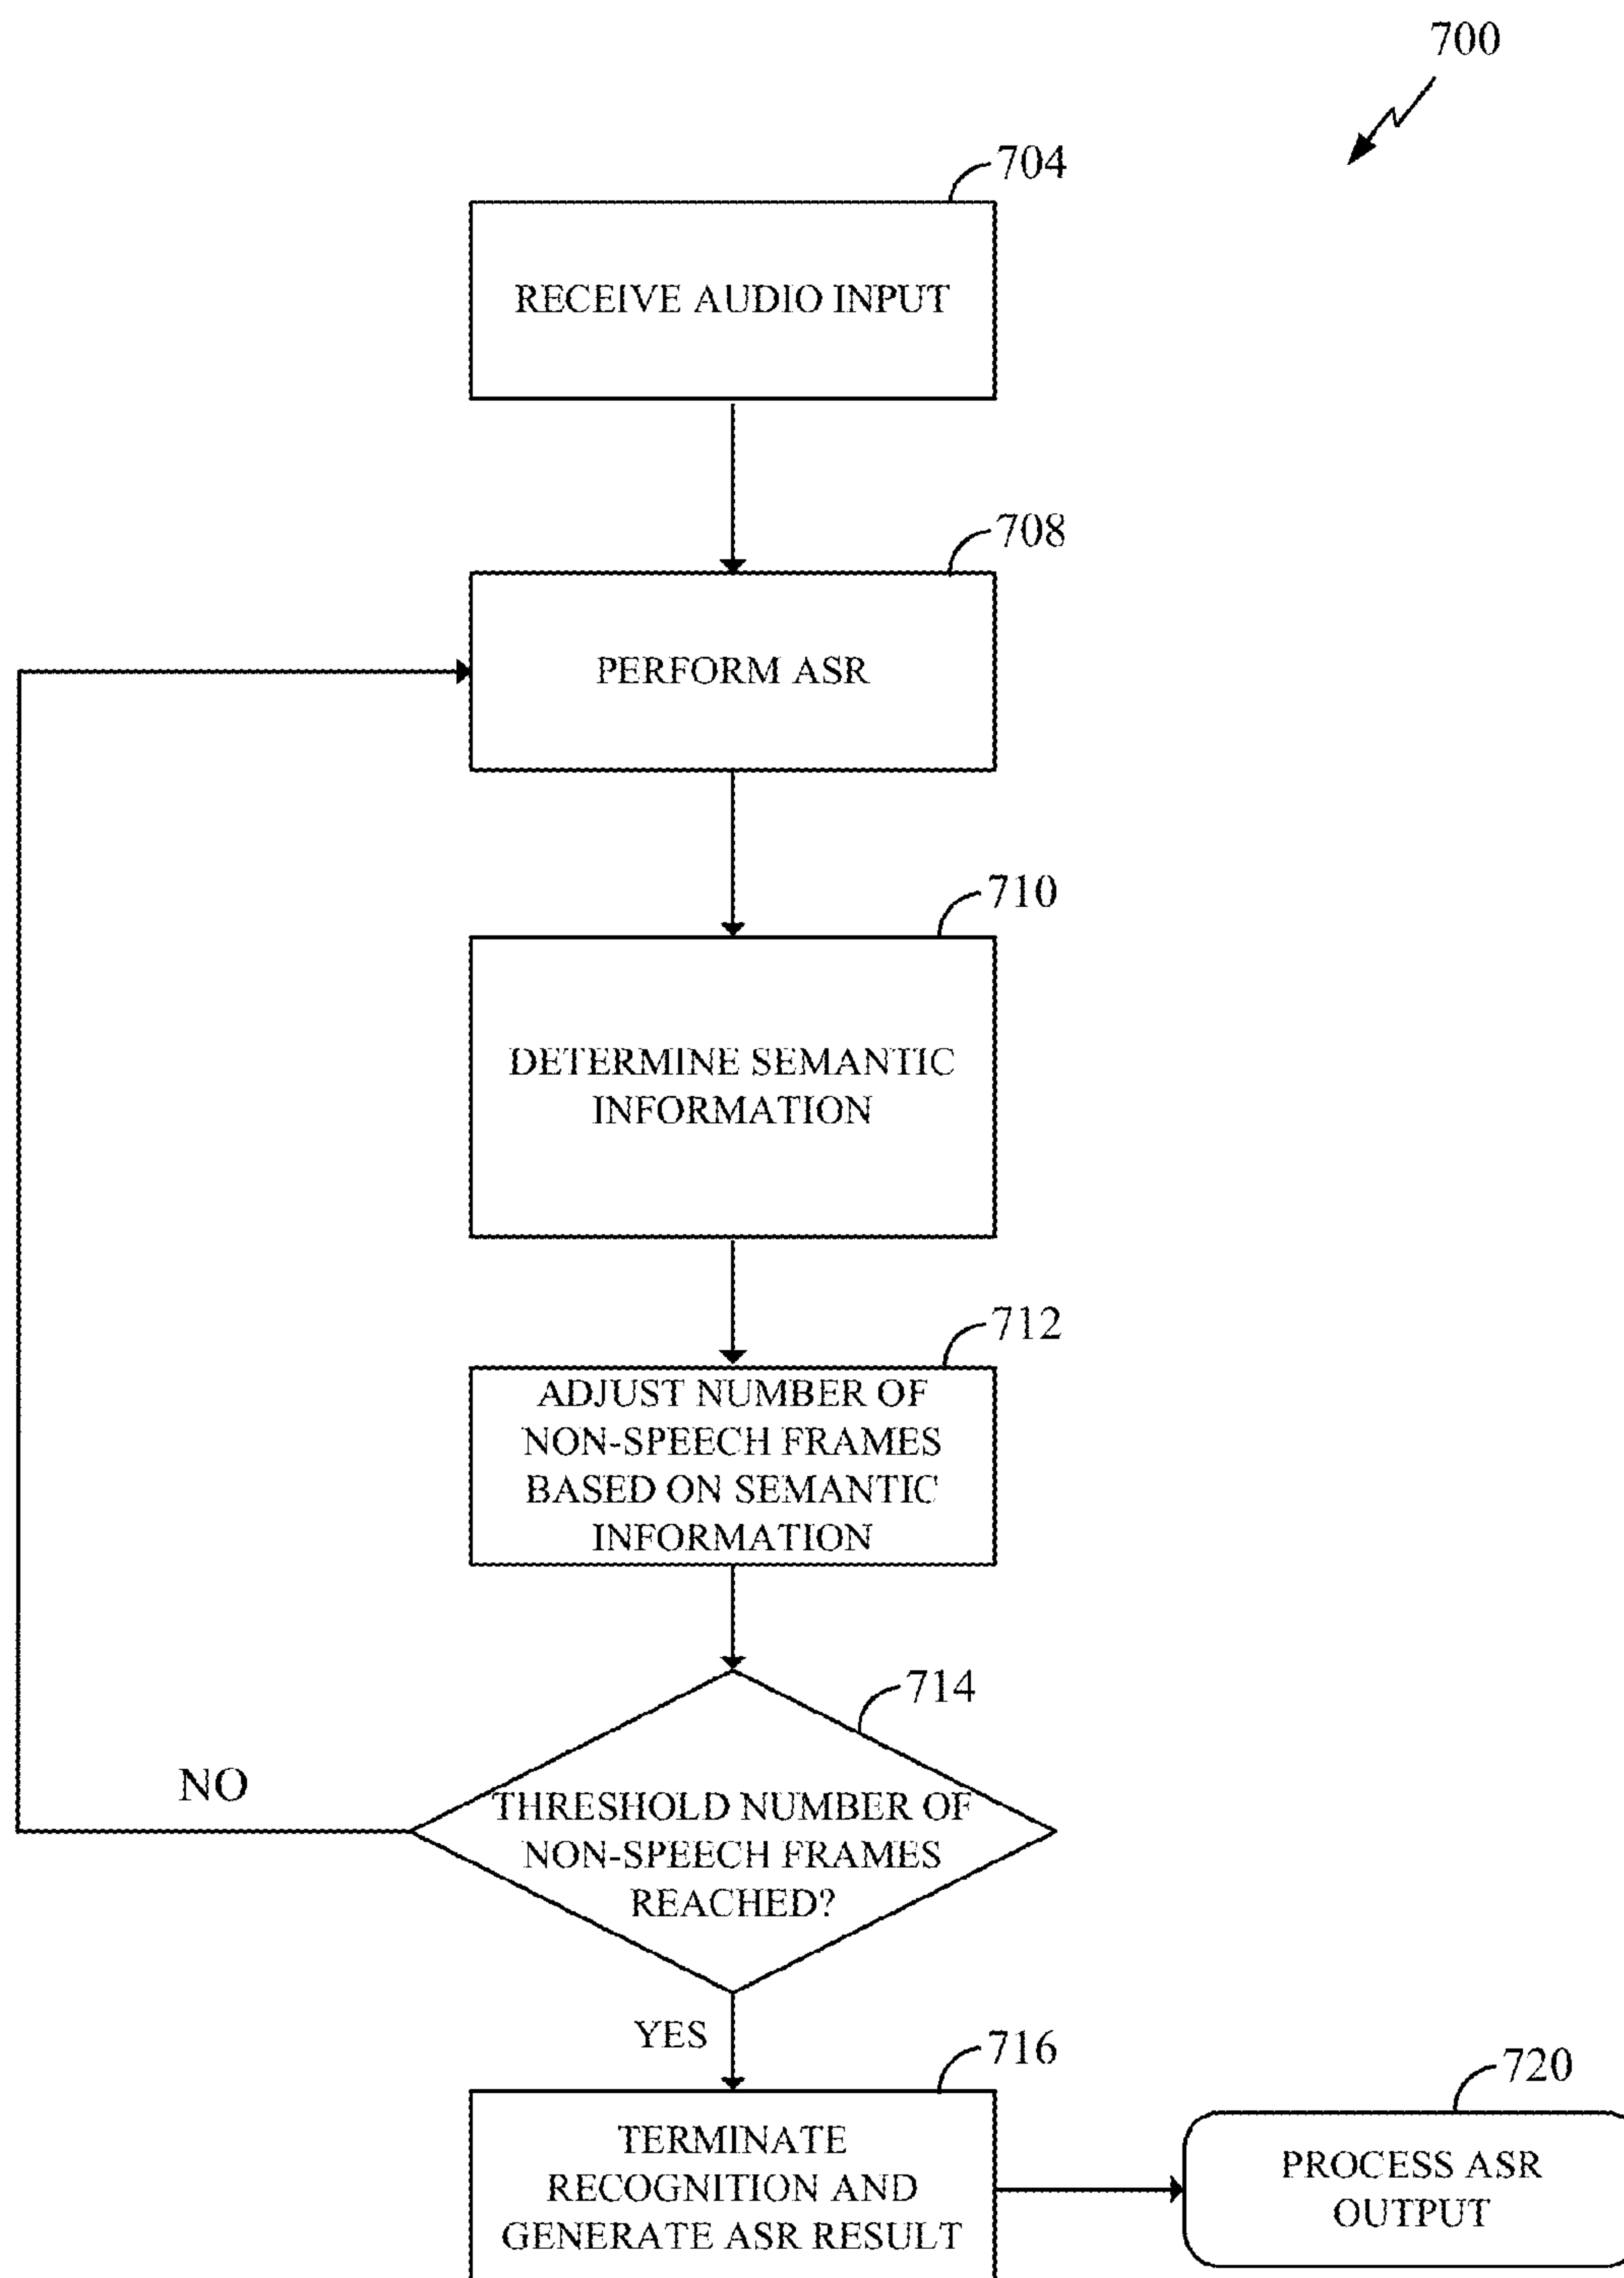 700
704
RECEIVE AUDIO INPUT
708
PERFORM ASR
710
DETERMINE SEMANTIC
INFORMATION
712
ADJUST NUMBER OF
NON-SPEECH FRAMES
BASED ON SEMANTIC
INFORMATION
714
THRESHOLD NUMBER OF
NON-SPEECH FRAMES
REACHED?
NO
YES
716
TERMINATE
RECOGNITION AND
GENERATE ASR RESULT
720
PROCESS ASR
OUTPUT